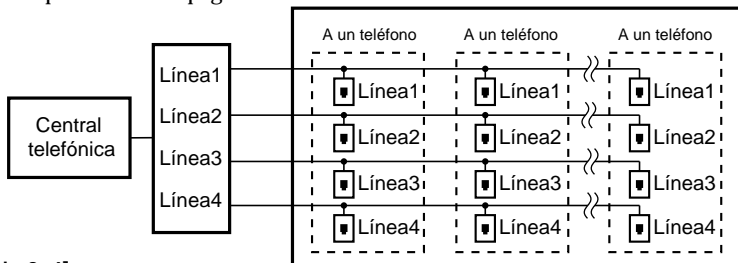 A un teléfono A un teléfono A un teléfono
Central
telefónica
Línea1
Línea2
Línea3
Línea4
Línea1 Línea1 Línea1
Línea2 Línea2 Línea2
Línea3 Línea3 Línea3
Línea4 Línea4 Línea4